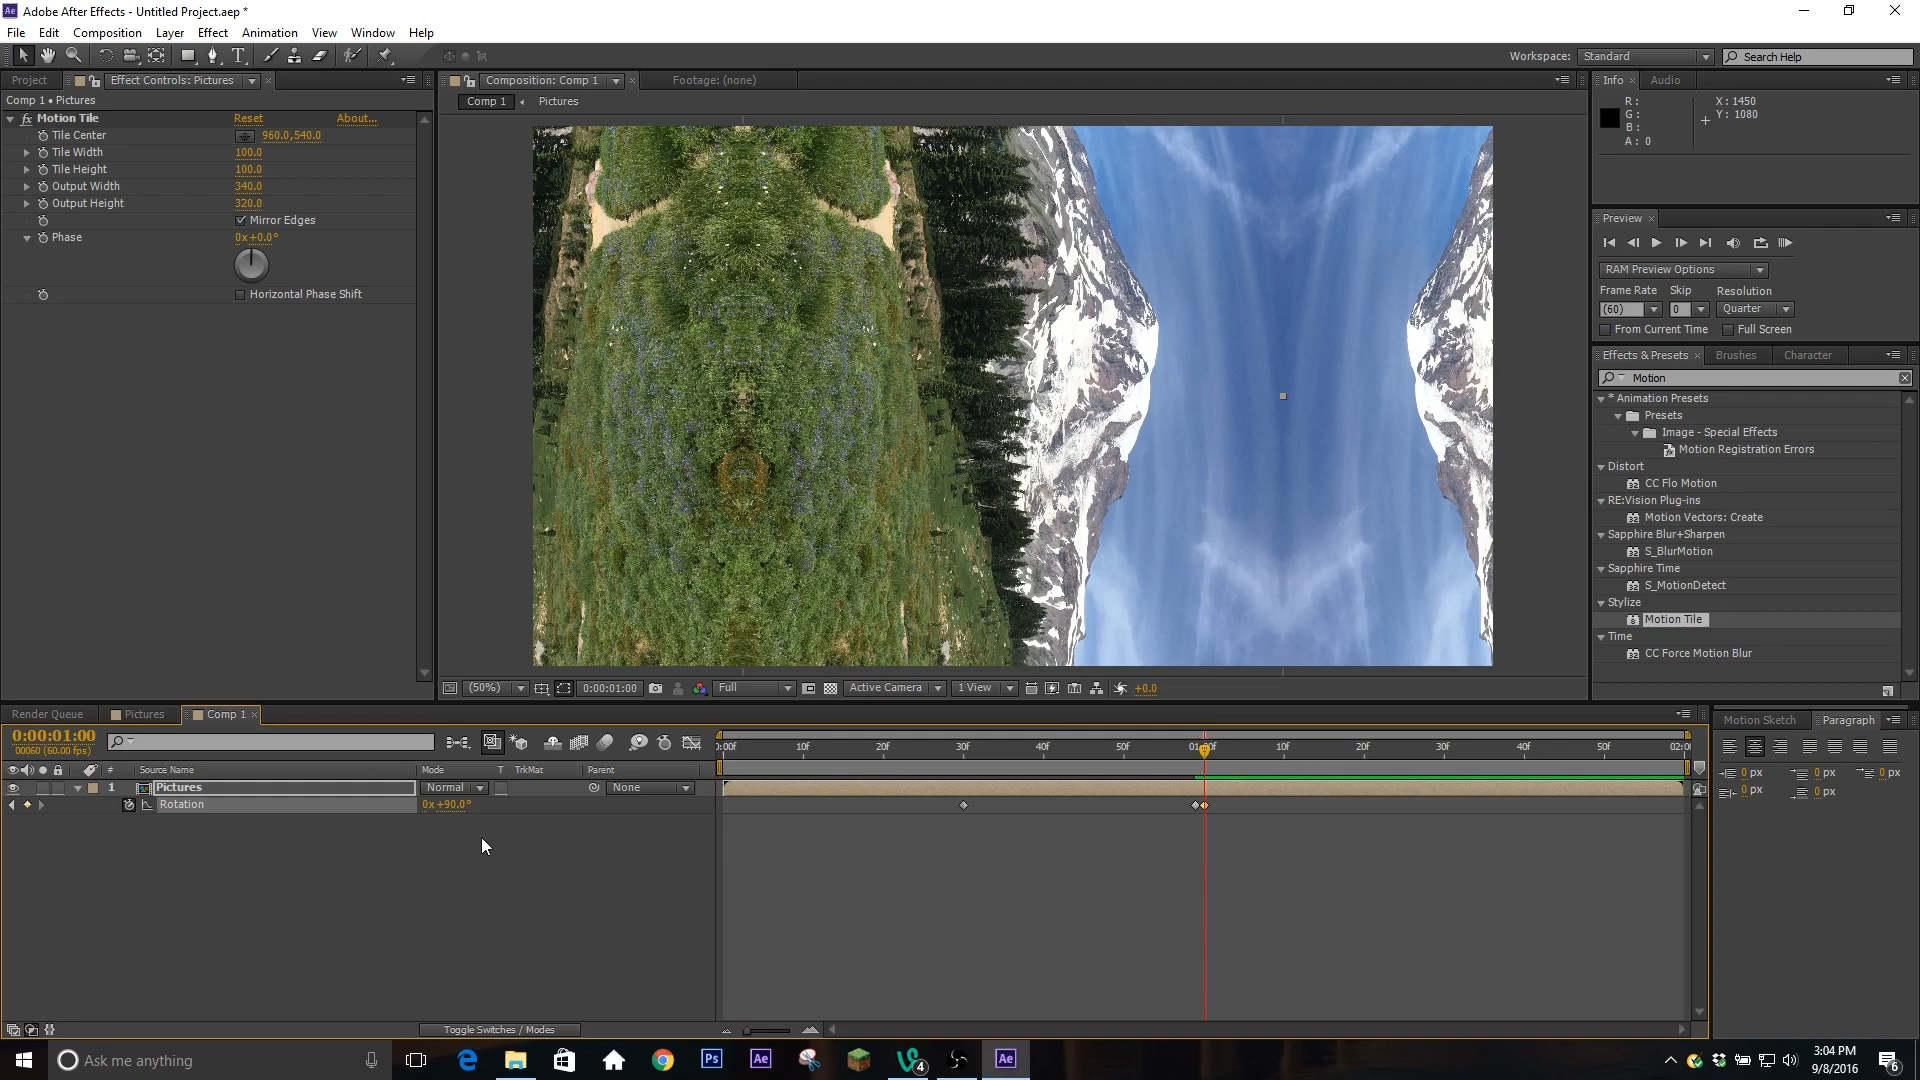 Adobe After Effects - Untitled Project.aep *
File Edit Composition Layer Effect Animation View Window Help
Workspace: Standard Search Help
Project Effect Controls: Pictures
Comp 1 • Pictures
fx Motion Tile Reset About...
Tile Center 960.0,540.0
Tile Width 100.0
Tile Height 100.0
Output Width 340.0
Output Height 320.0
Mirror Edges
Phase 0x+0.0°
Horizontal Phase Shift
Composition: Comp 1 Footage: (none)
Comp 1 Pictures
(50%) 0:00:01:00 Full Active Camera 1 View +0.0
Info Audio
R : X : 1450
G : Y : 1080
B :
A : 0
Preview
RAM Preview Options
Frame Rate Skip Resolution
(60) 0 Quarter
From Current Time Full Screen
Effects & Presets Brushes Character
Motion
* Animation Presets
Presets
Image - Special Effects
Motion Registration Errors
Distort
CC Flo Motion
RE:Vision Plug-ins
Motion Vectors: Create
Sapphire Blur+Sharpen
S_BlurMotion
Sapphire Time
S_MotionDetect
Stylize
Motion Tile
Time
CC Force Motion Blur
Render Queue Pictures Comp 1
0:00:01:00
00060 (60.00 fps)
10f 20f 30f 40f 50f 10f 20f 30f 40f 50f
# Source Name Mode T TrkMat Parent
1 Pictures Normal None
Rotation 0x+90.0°
Toggle Switches / Modes
Motion Sketch Paragraph
0 px 0 px 0 px
0 px 0 px
Ask me anything
Ps Ae 4 Ae
3:04 PM
9/8/2016
6